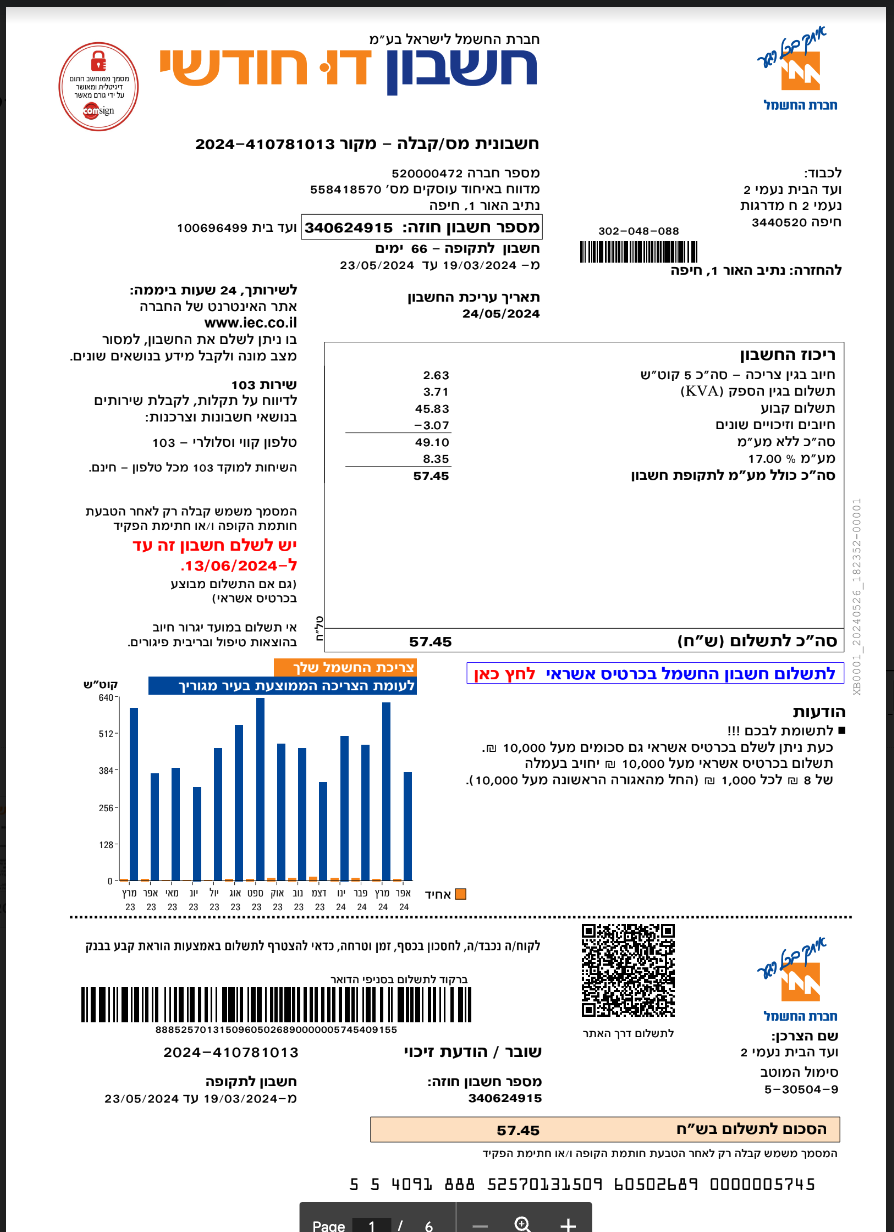 חברת החשמל לישראל בע״מ
חשבון דו חודשי
מסמך ממוחשב חתום
דיגיטלית ומאושר
על ידי גורם מאשר
comsign
חברת החשמל
חשבונית מס/קבלה – מקור 2024-410781013
לכבוד:
ועד הבית נעמי 2
נעמי 2 ח מדרגות
חיפה 3440520
302-048-088
להחזרה: נתיב האור 1, חיפה
מספר חברה 520000472
מדווח באיחוד עוסקים מס׳ 558418570
נתיב האור 1, חיפה
מספר חשבון חוזה: 340624915 ועד בית 100696499
חשבון לתקופה – 66 ימים
מ– 19/03/2024 עד 23/05/2024
תאריך עריכת החשבון
24/05/2024
לשירותך, 24 שעות ביממה:
אתר האינטרנט של החברה
www.iec.co.il
בו ניתן לשלם את החשבון, למסור
מצב מונה ולקבל מידע בנושאים שונים.
שירות 103
לדיווח על תקלות, לקבלת שירותים
בנושאי חשבונות וצרכנות:
טלפון קווי וסלולרי – 103
השיחות למוקד 103 מכל טלפון – חינם.
המסמך משמש קבלה רק לאחר הטבעת
חותמת הקופה ו/או חתימת הפקיד
יש לשלם חשבון זה עד
ל–13/06/2024.
(גם אם התשלום מבוצע
בכרטיס אשראי)
אי תשלום במועד יגרור חיוב
בהוצאות טיפול ובריבית פיגורים.
ריכוז החשבון
חיוב בגין צריכה – סה״כ 5 קוט״ש 2.63
תשלום בגין הספק (KVA) 3.71
תשלום קבוע 45.83
חיובים וזיכויים שונים –3.07
סה״כ ללא מע״מ 49.10
מע״מ % 17.00 8.35
סה״כ כולל מע״מ לתקופת חשבון 57.45
טל״ח
סה״כ לתשלום (ש״ח) 57.45
XB0001_20240526_182352-00001
לתשלום חשבון החשמל בכרטיס אשראי לחץ כאן
הודעות
■ לתשומת לבכם !!!
כעת ניתן לשלם בכרטיס אשראי גם סכומים מעל 10,000 ₪.
תשלום בכרטיס אשראי מעל 10,000 ₪ יחויב בעמלה
של 8 ₪ לכל 1,000 ₪ (החל מהאגורה הראשונה מעל 10,000).
צריכת החשמל שלך
לעומת הצריכה הממוצעת בעיר מגוריך
קוט״ש
640
512
384
256
128
0
מרץ אפר מאי יונ יול אוג ספט אוק נוב דצמ ינו פבר מרץ אפר
23 23 23 23 23 23 23 23 23 23 24 24 24 24
אחיד
לקוח/ה נכבד/ה, לחסכון בכסף, זמן וטרחה, כדאי להצטרף לתשלום באמצעות הוראת קבע בבנק
ברקוד לתשלום בסניפי הדואר
88852570131509605026890000005745409155
לתשלום דרך האתר
חברת החשמל
שם הצרכן:
ועד הבית נעמי 2
סימול המוטב
5-30504-9
שובר / הודעת זיכוי 2024-410781013
מספר חשבון חוזה:
340624915
חשבון לתקופה
מ–19/03/2024 עד 23/05/2024
הסכום לתשלום בש״ח 57.45
המסמך משמש קבלה רק לאחר הטבעת חותמת הקופה ו/או חתימת הפקיד
5 5 4091 888 52570131509 60502689 0000005745
Page 1 / 6